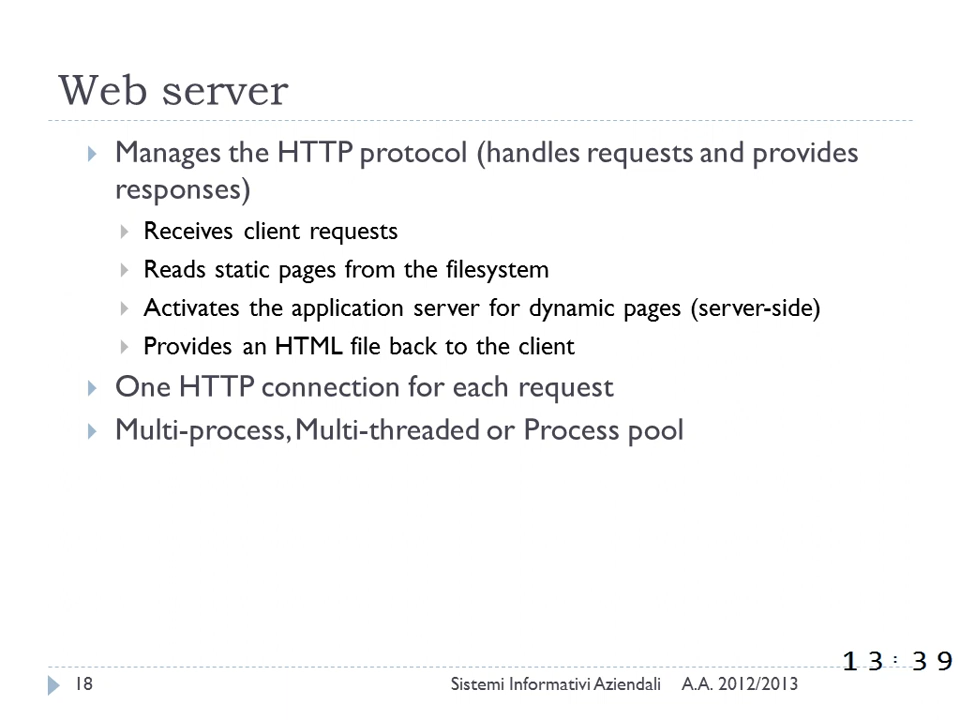 Web server
Manages the HTTP protocol (handles requests and provides
responses)
Receives client requests
Reads static pages from the filesystem
Activates the application server for dynamic pages (server-side)
Provides an HTML file back to the client
One HTTP connection for each request
Multi-process, Multi-threaded or Process pool
13:39
18 Sistemi Informativi Aziendali A.A. 2012/2013